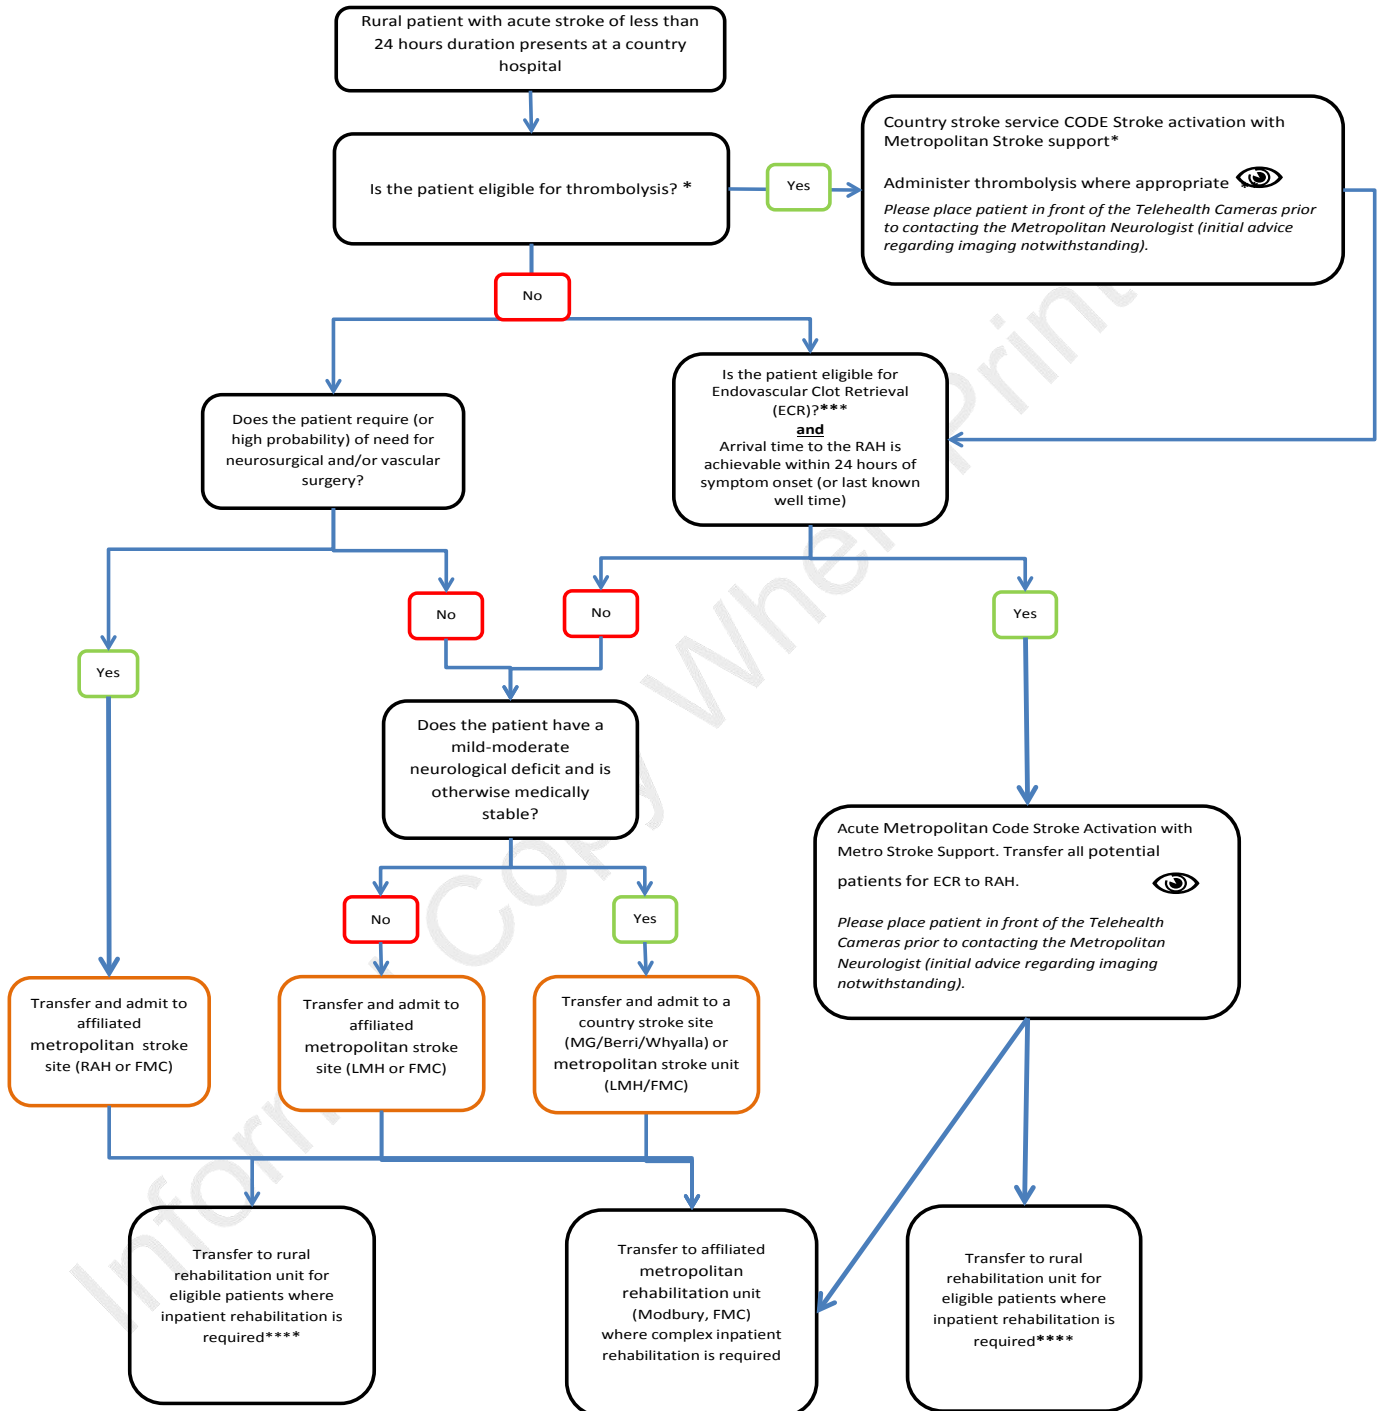 Rural patient with acute stroke of less than
24 hours duration presents at a country
hospital
Is the patient eligible for thrombolysis? *
Yes
Country stroke service CODE Stroke activation with
Metropolitan Stroke support*
Administer thrombolysis where appropriate
Please place patient in front of the Telehealth Cameras prior
to contacting the Metropolitan Neurologist (initial advice
regarding imaging notwithstanding).
No
Does the patient require (or
high probability) of need for
neurosurgical and/or vascular
surgery?
Is the patient eligible for
Endovascular Clot Retrieval
(ECR)?***
and
Arrival time to the RAH is
achievable within 24 hours of
symptom onset (or last known
well time)
No
No
Yes
Yes
Does the patient have a
mild-moderate
neurological deficit and is
otherwise medically
stable?
Acute Metropolitan Code Stroke Activation with
Metro Stroke Support. Transfer all potential
patients for ECR to RAH.
Please place patient in front of the Telehealth
Cameras prior to contacting the Metropolitan
Neurologist (initial advice regarding imaging
notwithstanding).
No
Yes
Transfer and admit to
affiliated
metropolitan stroke
site (RAH or FMC)
Transfer and admit to
affiliated
metropolitan stroke
site (LMH or FMC)
Transfer and admit to a
country stroke site
(MG/Berri/Whyalla) or
metropolitan stroke unit
(LMH/FMC)
Transfer to rural
rehabilitation unit for
eligible patients where
inpatient rehabilitation is
required****
Transfer to affiliated
metropolitan
rehabilitation unit
(Modbury, FMC)
where complex inpatient
rehabilitation is required
Transfer to rural
rehabilitation unit for
eligible patients where
inpatient rehabilitation is
required****
Copy